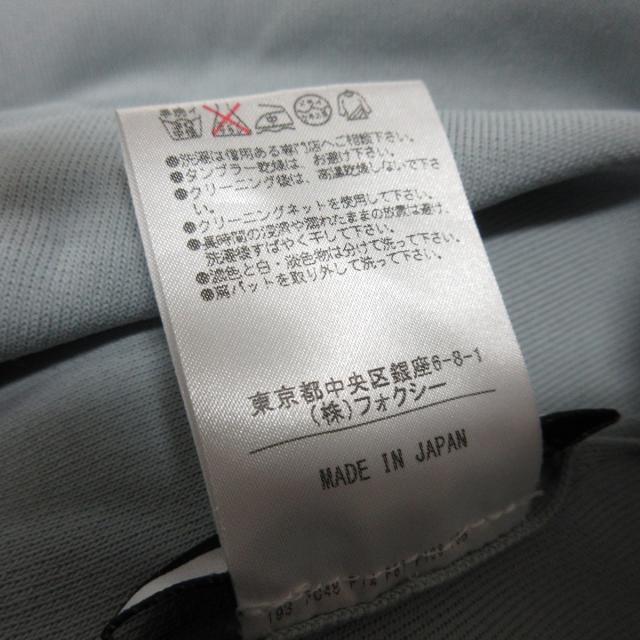 ●洗濯は信用ある専門店へご相談下さい。
●タンブラー乾燥は、お避け下さい。
●クリーニング後は、高温乾燥しないで下さ
い。
●クリーニングネットを使用して下さい。
●長時間の浸漬や濡れたままの放置は避け
洗濯後すばやく干して下さい。
●濃色と白、淡色物は分けて洗って下さい。
●肩パットを取り外して洗って下さい。
東京都中央区銀座6-8-1
(株)フォクシー
MADE IN JAPAN